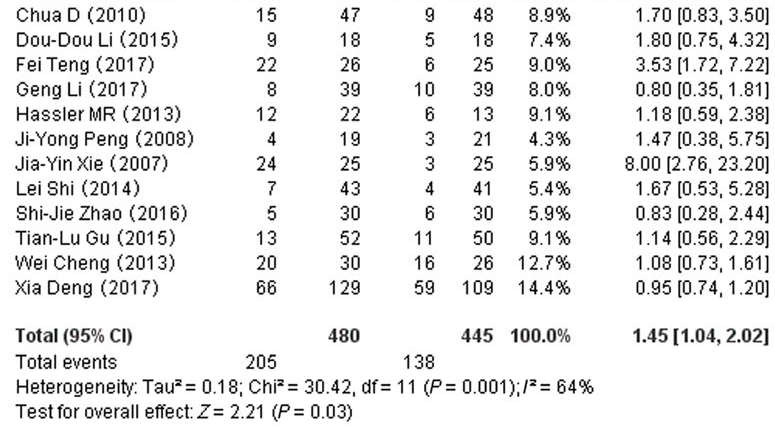 Chua D (2010) 15 47 9 48 8.9% 1.70 [0.83, 3.50]
Dou-Dou Li (2015) 9 18 5 18 7.4% 1.80 [0.75, 4.32]
Fei Teng (2017) 22 26 6 25 9.0% 3.53 [1.72, 7.22]
Geng Li (2017) 8 39 10 39 8.0% 0.80 [0.35, 1.81]
Hassler MR (2013) 12 22 6 13 9.1% 1.18 [0.59, 2.38]
Ji-Yong Peng (2008) 4 19 3 21 4.3% 1.47 [0.38, 5.75]
Jia-Yin Xie (2007) 24 25 3 25 5.9% 8.00 [2.76, 23.20]
Lei Shi (2014) 7 43 4 41 5.4% 1.67 [0.53, 5.28]
Shi-Jie Zhao (2016) 5 30 6 30 5.9% 0.83 [0.28, 2.44]
Tian-Lu Gu (2015) 13 52 11 50 9.1% 1.14 [0.56, 2.29]
Wei Cheng (2013) 20 30 16 26 12.7% 1.08 [0.73, 1.61]
Xia Deng (2017) 66 129 59 109 14.4% 0.95 [0.74, 1.20]
Total (95% CI) 480 445 100.0% 1.45 [1.04, 2.02]
Total events 205 138
Heterogeneity: Tau² = 0.18; Chi² = 30.42, df = 11 (P = 0.001); I² = 64%
Test for overall effect: Z = 2.21 (P = 0.03)